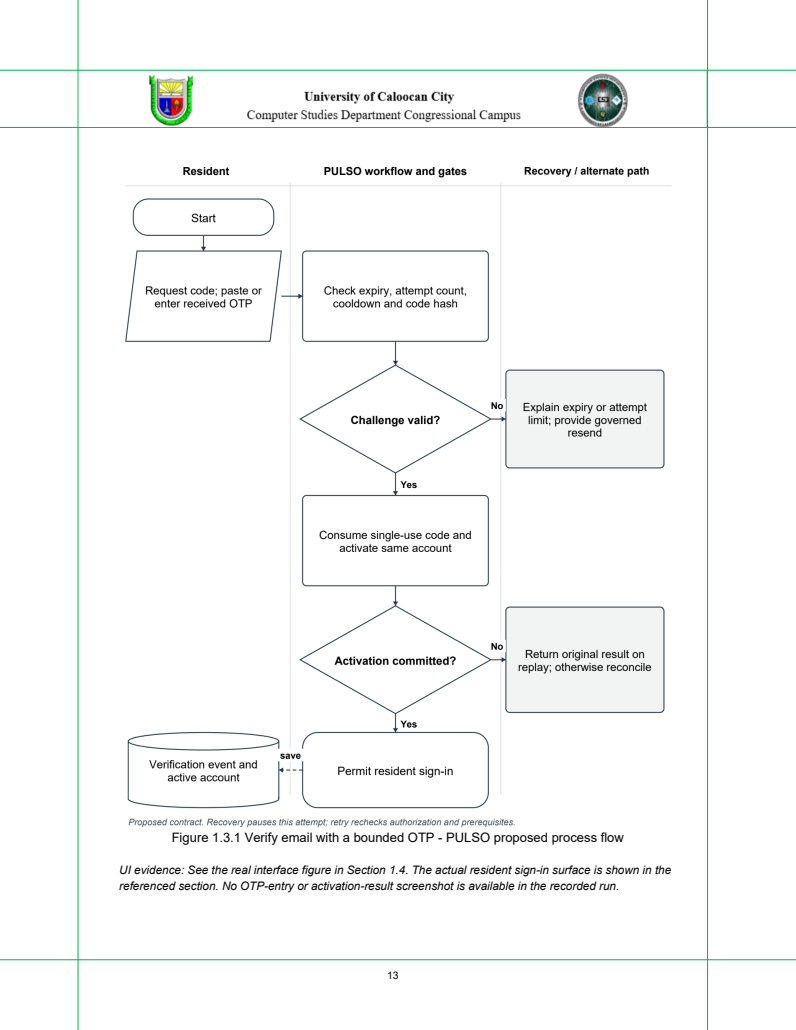 University of Caloocan City
Computer Studies Department Congressional Campus
Resident
PULSO workflow and gates
Recovery / alternate path
Start
Request code; paste or
enter received OTP
Check expiry, attempt count,
cooldown and code hash
Challenge valid?
No
Explain expiry or attempt
limit; provide governed
resend
Yes
Consume single-use code and
activate same account
Activation committed?
No
Return original result on
replay; otherwise reconcile
Yes
Verification event and
active account
save
Permit resident sign-in
Proposed contract. Recovery pauses this attempt; retry rechecks authorization and prerequisites.
Figure 1.3.1 Verify email with a bounded OTP - PULSO proposed process flow
UI evidence: See the real interface figure in Section 1.4. The actual resident sign-in surface is shown in the
referenced section. No OTP-entry or activation-result screenshot is available in the recorded run.
13